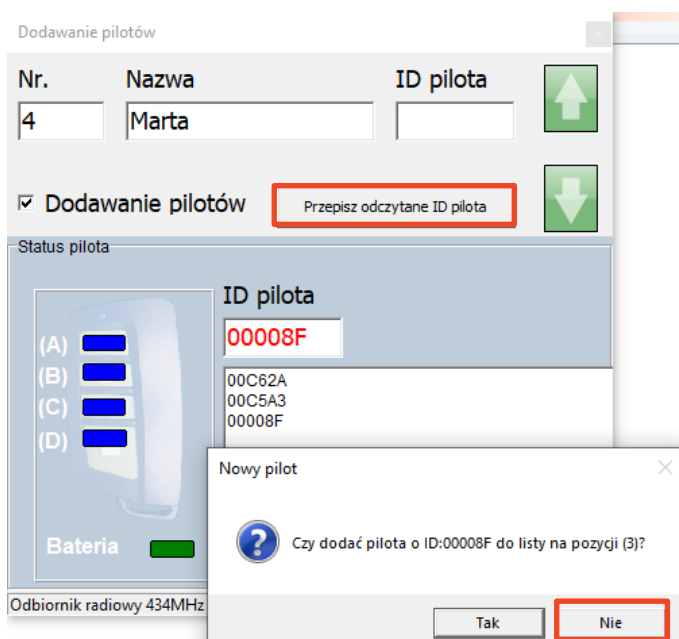 Dodawanie pilotów
x
Nr. Nazwa ID pilota
4 Marta
Dodawanie pilotów Przepisz odczytane ID pilota
Status pilota
ID pilota
00008F
(A)
(B)
(C)
(D)
00C62A
00C5A3
00008F
Nowy pilot
Czy dodać pilota o ID:00008F do listy na pozycji (3)?
Bateria
Odbiornik radiowy 434MHz
Tak Nie